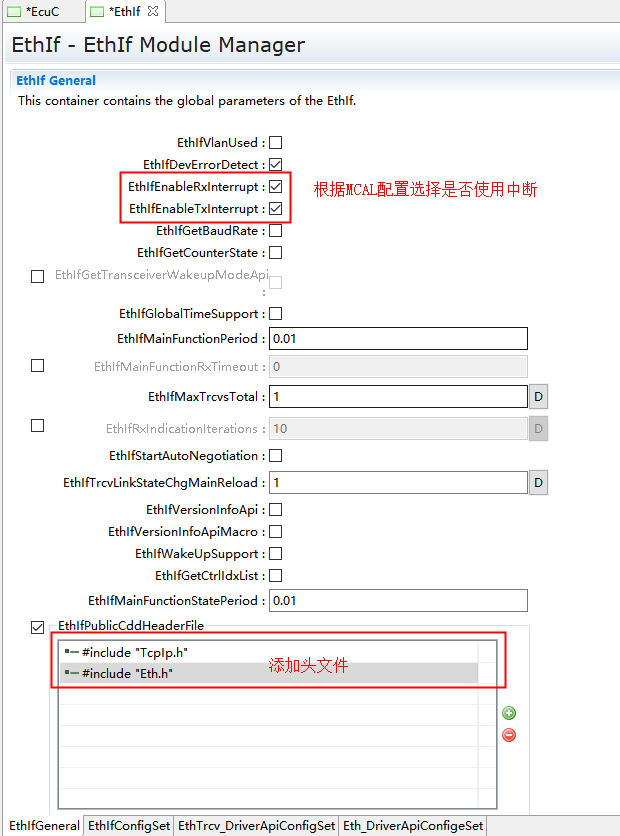 *EcuC
*EthIf
EthIf - EthIf Module Manager
EthIf General
This container contains the global parameters of the EthIf.
EthIfVlanUsed :
EthIfDevErrorDetect :
EthIfEnableRxInterrupt :
根据MCAL配置选择是否使用中断
EthIfEnableTxInterrupt :
EthIfGetBaudRate :
EthIfGetCounterState :
EthIfGetTransceiverWakeupModeApi
:
EthIfGlobalTimeSupport :
EthIfMainFunctionPeriod : 0.01
EthIfMainFunctionRxTimeout : 0
EthIfMaxTrcvsTotal : 1 D
EthIfRxIndicationIterations : 10 D
EthIfStartAutoNegotiation :
EthIfTrcvLinkStateChgMainReload : 1 D
EthIfVersionInfoApi :
EthIfVersionInfoApiMacro :
EthIfWakeUpSupport :
EthIfGetCtrlIdxList :
EthIfMainFunctionStatePeriod : 0.01
EthIfPublicCddHeaderFile
#include "TcpIp.h"
添加头文件
#include "Eth.h"
EthIfGeneral EthIfConfigSet EthTrcv_DriverApiConfigSet Eth_DriverApiConfigeSet